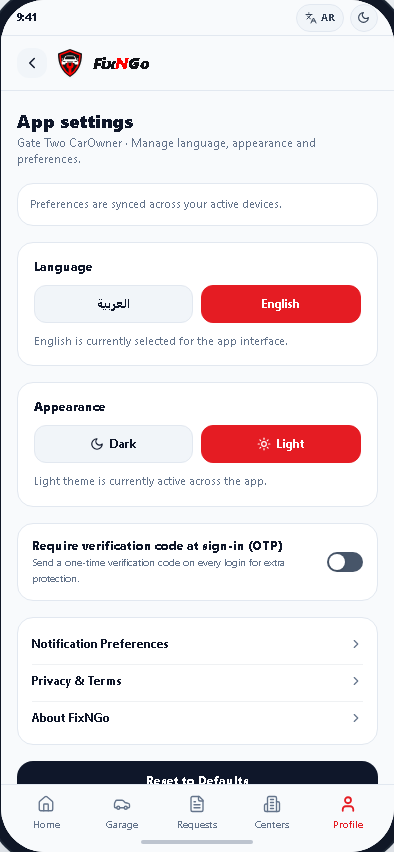 9:41
AR
FixNGo
App settings
Gate Two CarOwner · Manage language, appearance and
preferences.
Preferences are synced across your active devices.
Language
العربية
English
English is currently selected for the app interface.
Appearance
Dark
Light
Light theme is currently active across the app.
Require verification code at sign-in (OTP)
Send a one-time verification code on every login for extra
protection.
Notification Preferences
Privacy & Terms
About FixNGo
Reset to Defaults
Home
Garage
Requests
Centers
Profile